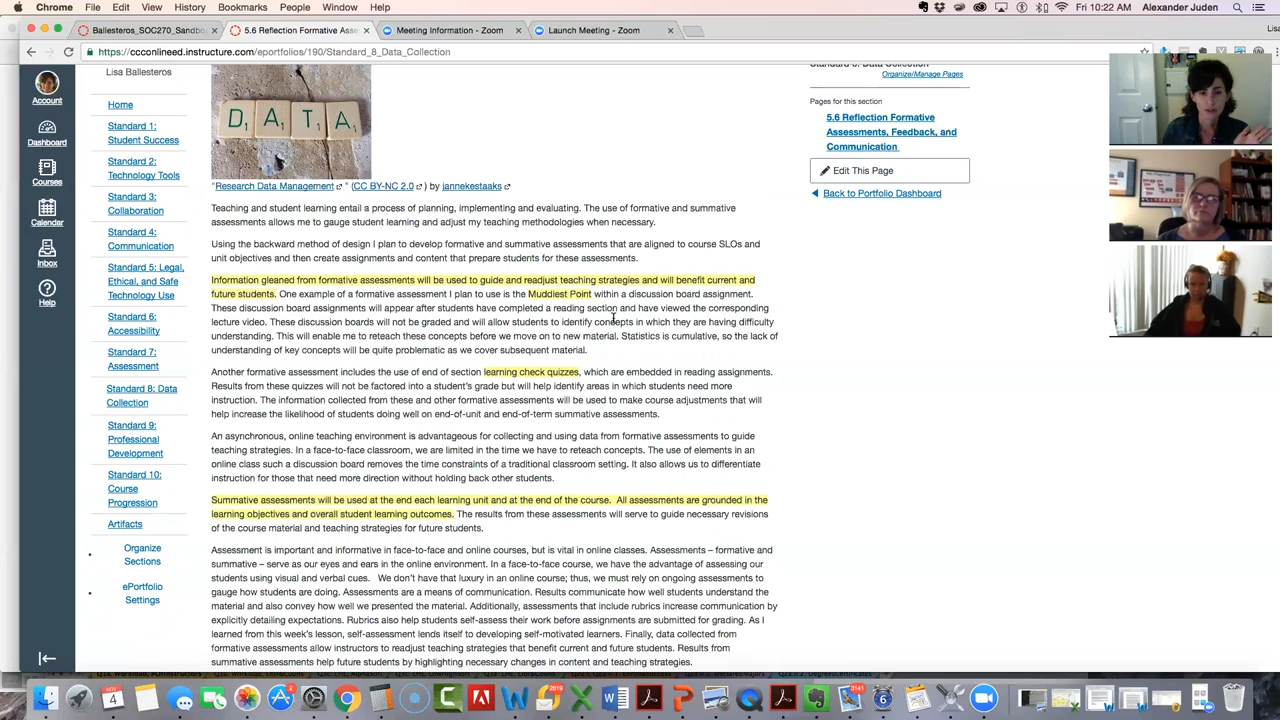 Chrome File Edit View History Bookmarks People Window Help
Fri 10:22 AM Alexander Juden
Ballesteros_SOC270_Sandbo
5.6 Reflection Formative Asse
Meeting Information - Zoom
Launch Meeting - Zoom
Lisa
https://ccconlineed.instructure.com/eportfolios/190/Standard_8_Data_Collection
Account
Dashboard
Courses
Calendar
Inbox
Help
Lisa Ballesteros
Home
Standard 1:
Student Success
Standard 2:
Technology Tools
Standard 3:
Collaboration
Standard 4:
Communication
Standard 5: Legal,
Ethical, and Safe
Technology Use
Standard 6:
Accessibility
Standard 7:
Assessment
Standard 8: Data
Collection
Standard 9:
Professional
Development
Standard 10:
Course
Progression
Artifacts
Organize
Sections
ePortfolio
Settings
D1 A1 T1 A1
"Research Data Management " (CC BY-NC 2.0 ) by jannekestaaks
Teaching and student learning entail a process of planning, implementing and evaluating. The use of formative and summative
assessments allows me to gauge student learning and adjust my teaching methodologies when necessary.
Using the backward method of design I plan to develop formative and summative assessments that are aligned to course SLOs and
unit objectives and then create assignments and content that prepare students for these assessments.
Information gleaned from formative assessments will be used to guide and readjust teaching strategies and will benefit current and
future students. One example of a formative assessment I plan to use is the Muddiest Point within a discussion board assignment.
These discussion board assignments will appear after students have completed a reading section and have viewed the corresponding
lecture video. These discussion boards will not be graded and will allow students to identify concepts in which they are having difficulty
understanding. This will enable me to reteach these concepts before we move on to new material. Statistics is cumulative, so the lack of
understanding of key concepts will be quite problematic as we cover subsequent material.
Another formative assessment includes the use of end of section learning check quizzes, which are embedded in reading assignments.
Results from these quizzes will not be factored into a student's grade but will help identify areas in which students need more
instruction. The information collected from these and other formative assessments will be used to make course adjustments that will
help increase the likelihood of students doing well on end-of-unit and end-of-term summative assessments.
An asynchronous, online teaching environment is advantageous for collecting and using data from formative assessments to guide
teaching strategies. In a face-to-face classroom, we are limited in the time we have to reteach concepts. The use of elements in an
online class such a discussion board removes the time constraints of a traditional classroom setting. It also allows us to differentiate
instruction for those that need more direction without holding back other students.
Summative assessments will be used at the end each learning unit and at the end of the course. All assessments are grounded in the
learning objectives and overall student learning outcomes. The results from these assessments will serve to guide necessary revisions
of the course material and teaching strategies for future students.
Assessment is important and informative in face-to-face and online courses, but is vital in online classes. Assessments – formative and
summative – serve as our eyes and ears in the online environment. In a face-to-face course, we have the advantage of assessing our
students using visual and verbal cues. We don't have that luxury in an online course; thus, we must rely on ongoing assessments to
gauge how students are doing. Assessments are a means of communication. Results communicate how well students understand the
material and also convey how well we presented the material. Additionally, assessments that include rubrics increase communication by
explicitly detailing expectations. Rubrics also help students self-assess their work before assignments are submitted for grading. As I
learned from this week's lesson, self-assessment lends itself to developing self-motivated learners. Finally, data collected from
formative assessments allow instructors to readjust teaching strategies that benefit current and future students. Results from
summative assessments help future students by highlighting necessary changes in content and teaching strategies.
Organize/Manage Pages
Pages for this section
5.6 Reflection Formative
Assessments, Feedback, and
Communication
Edit This Page
Back to Portfolio Dashboard